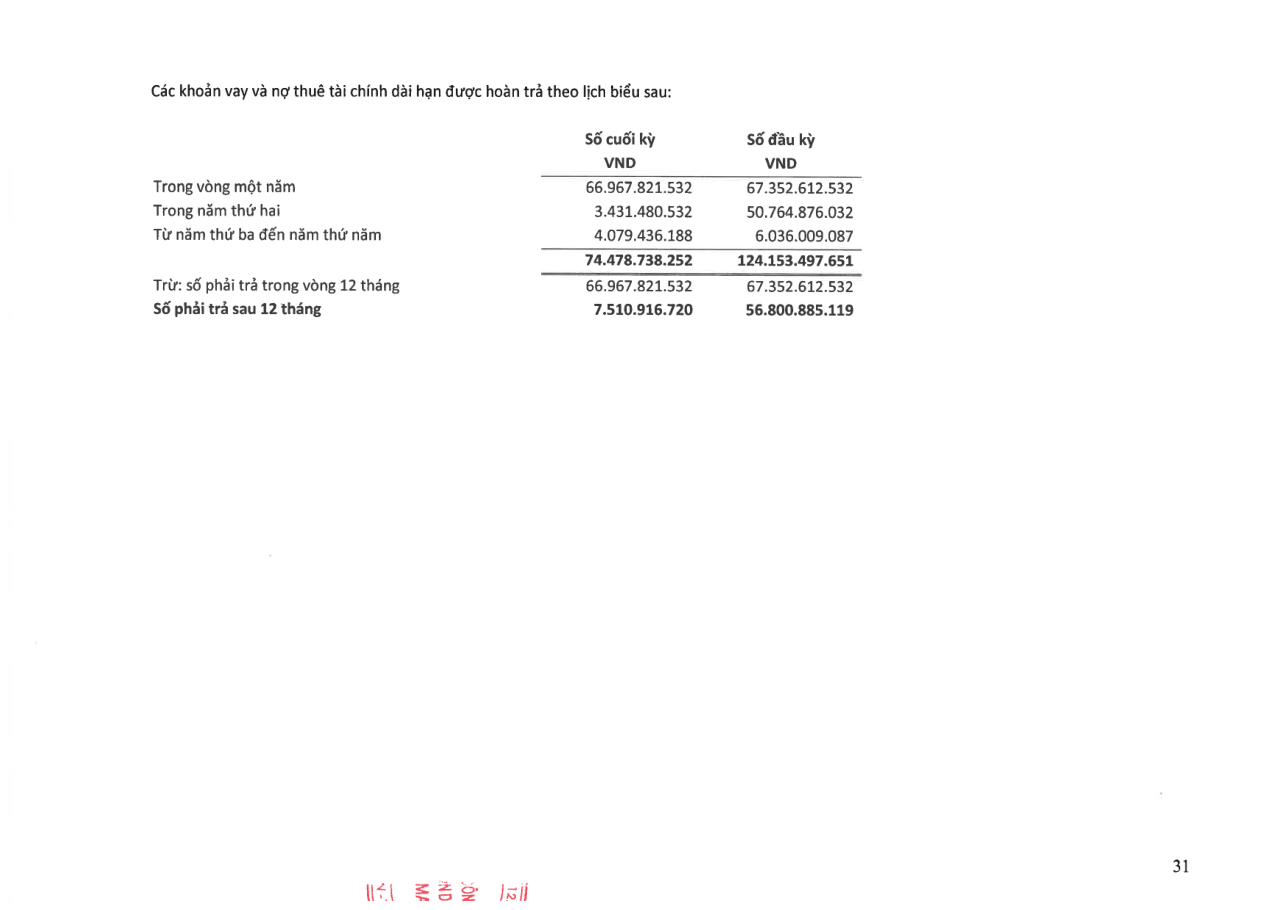 Các khoản vay và nợ thuê tài chính dài hạn được hoàn trả theo lịch biểu sau:
Số cuối kỳ Số đầu kỳ
VND VND
Trong vòng một năm 66.967.821.532 67.352.612.532
Trong năm thứ hai 3.431.480.532 50.764.876.032
Từ năm thứ ba đến năm thứ năm 4.079.436.188 6.036.009.087
74.478.738.252 124.153.497.651
Trừ: số phải trả trong vòng 12 tháng 66.967.821.532 67.352.612.532
Số phải trả sau 12 tháng 7.510.916.720 56.800.885.119
31